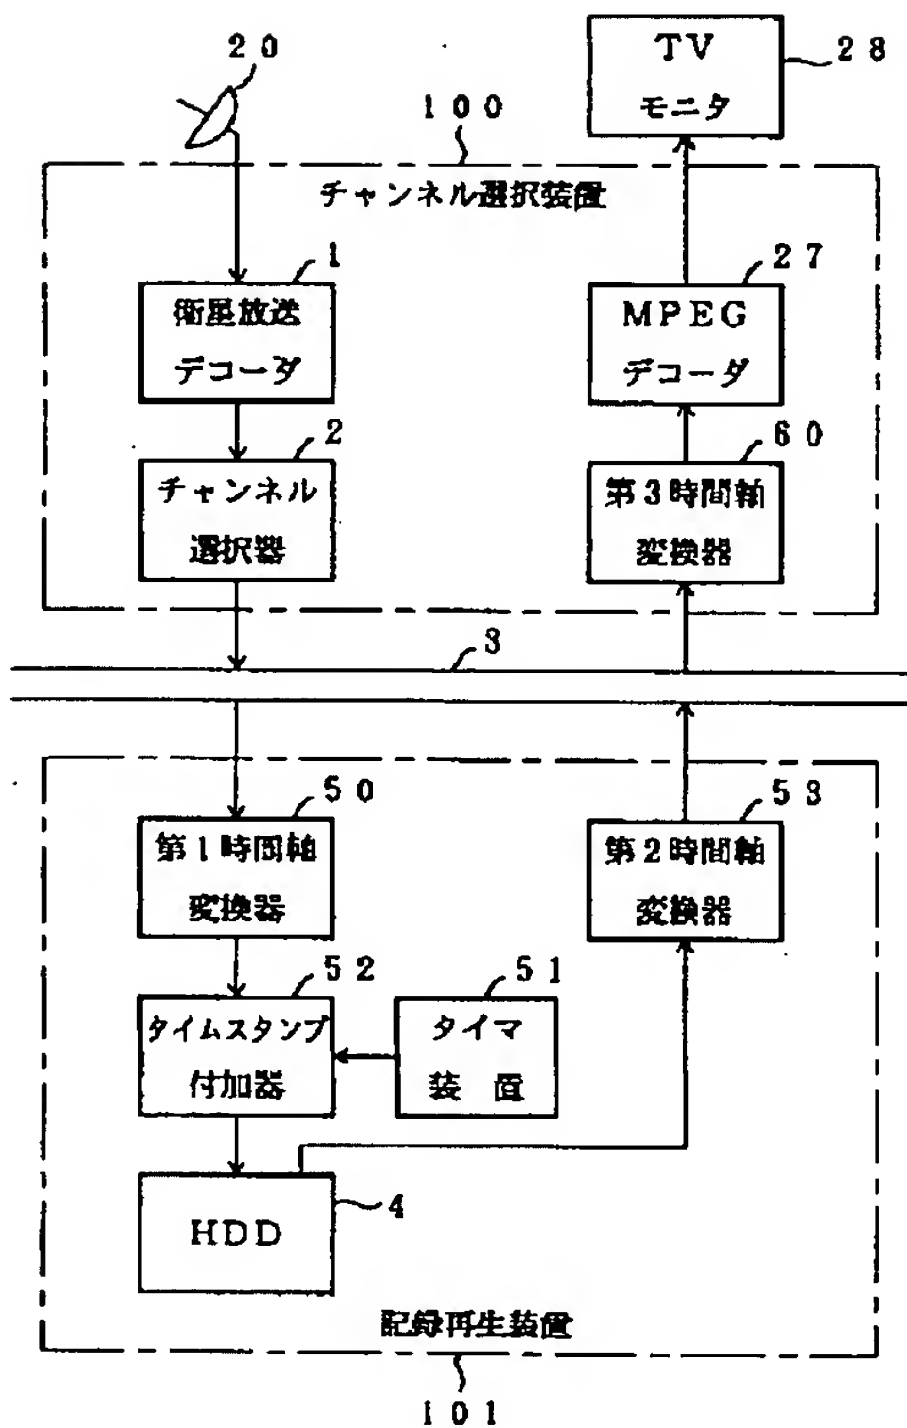 ２０
ＴＶ
モニタ
２８
１００
チャンネル選択装置
１
衛星放送
デコーダ
２７
ＭＰＥＧ
デコーダ
２
チャンネル
選択器
６０
第３時間軸
変換器
３
５０
第１時間軸
変換器
５３
第２時間軸
変換器
５２
タイムスタンプ
付加器
５１
タイマ
装　置
ＨＤＤ
４
記録再生装置
１０１